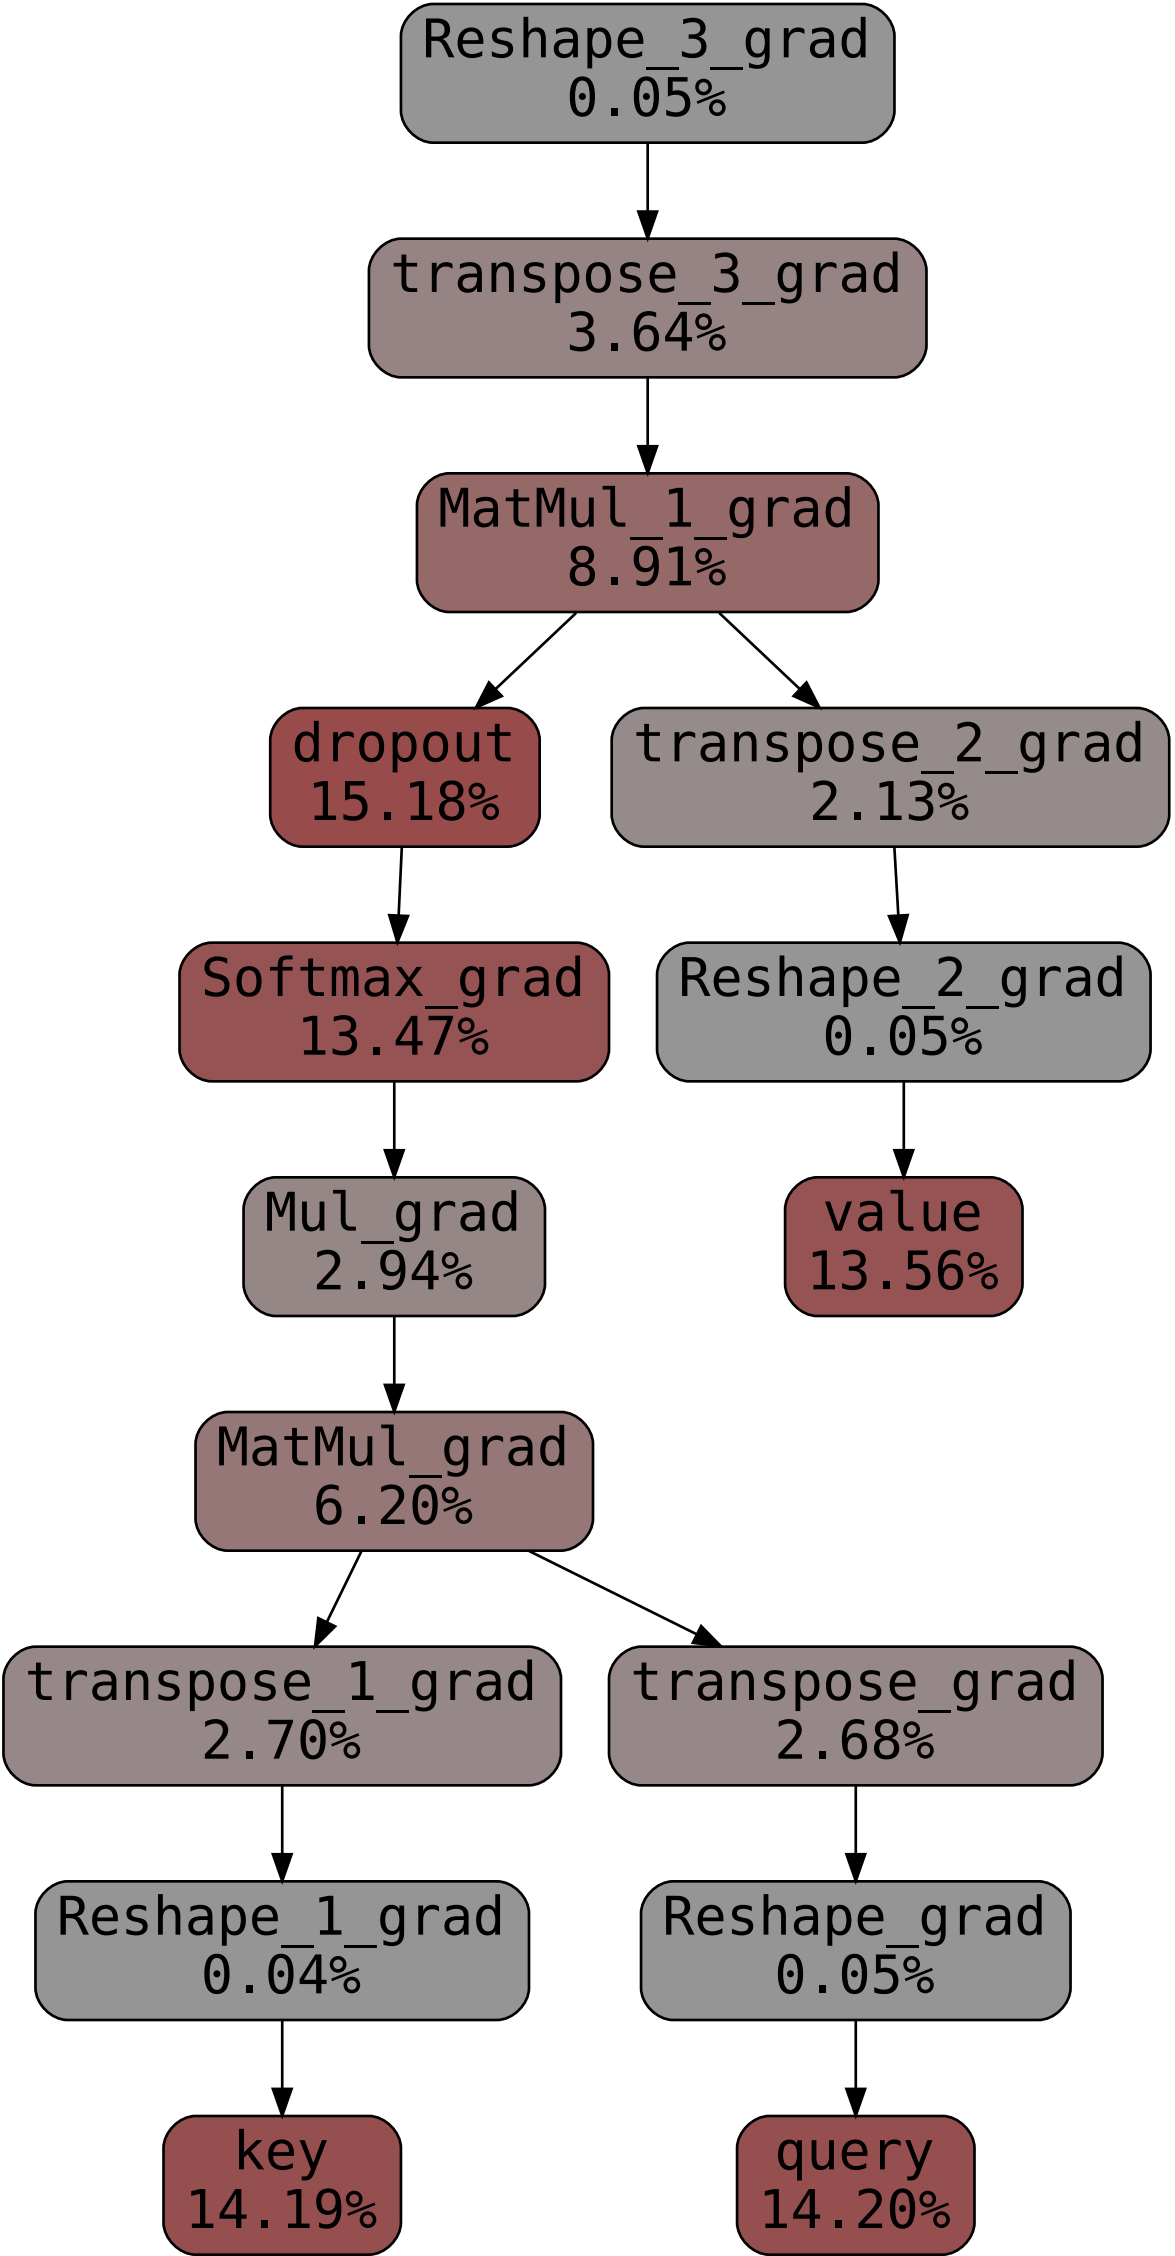 Reshape_3_grad
0.05%
transpose_3_grad
3.64%
MatMul_1_grad
8.91%
dropout
15.18%
transpose_2_grad
2.13%
Softmax_grad
13.47%
Reshape_2_grad
0.05%
Mul_grad
2.94%
value
13.56%
MatMul_grad
6.20%
transpose_1_grad
2.70%
transpose_grad
2.68%
Reshape_1_grad
0.04%
Reshape_grad
0.05%
key
14.19%
query
14.20%